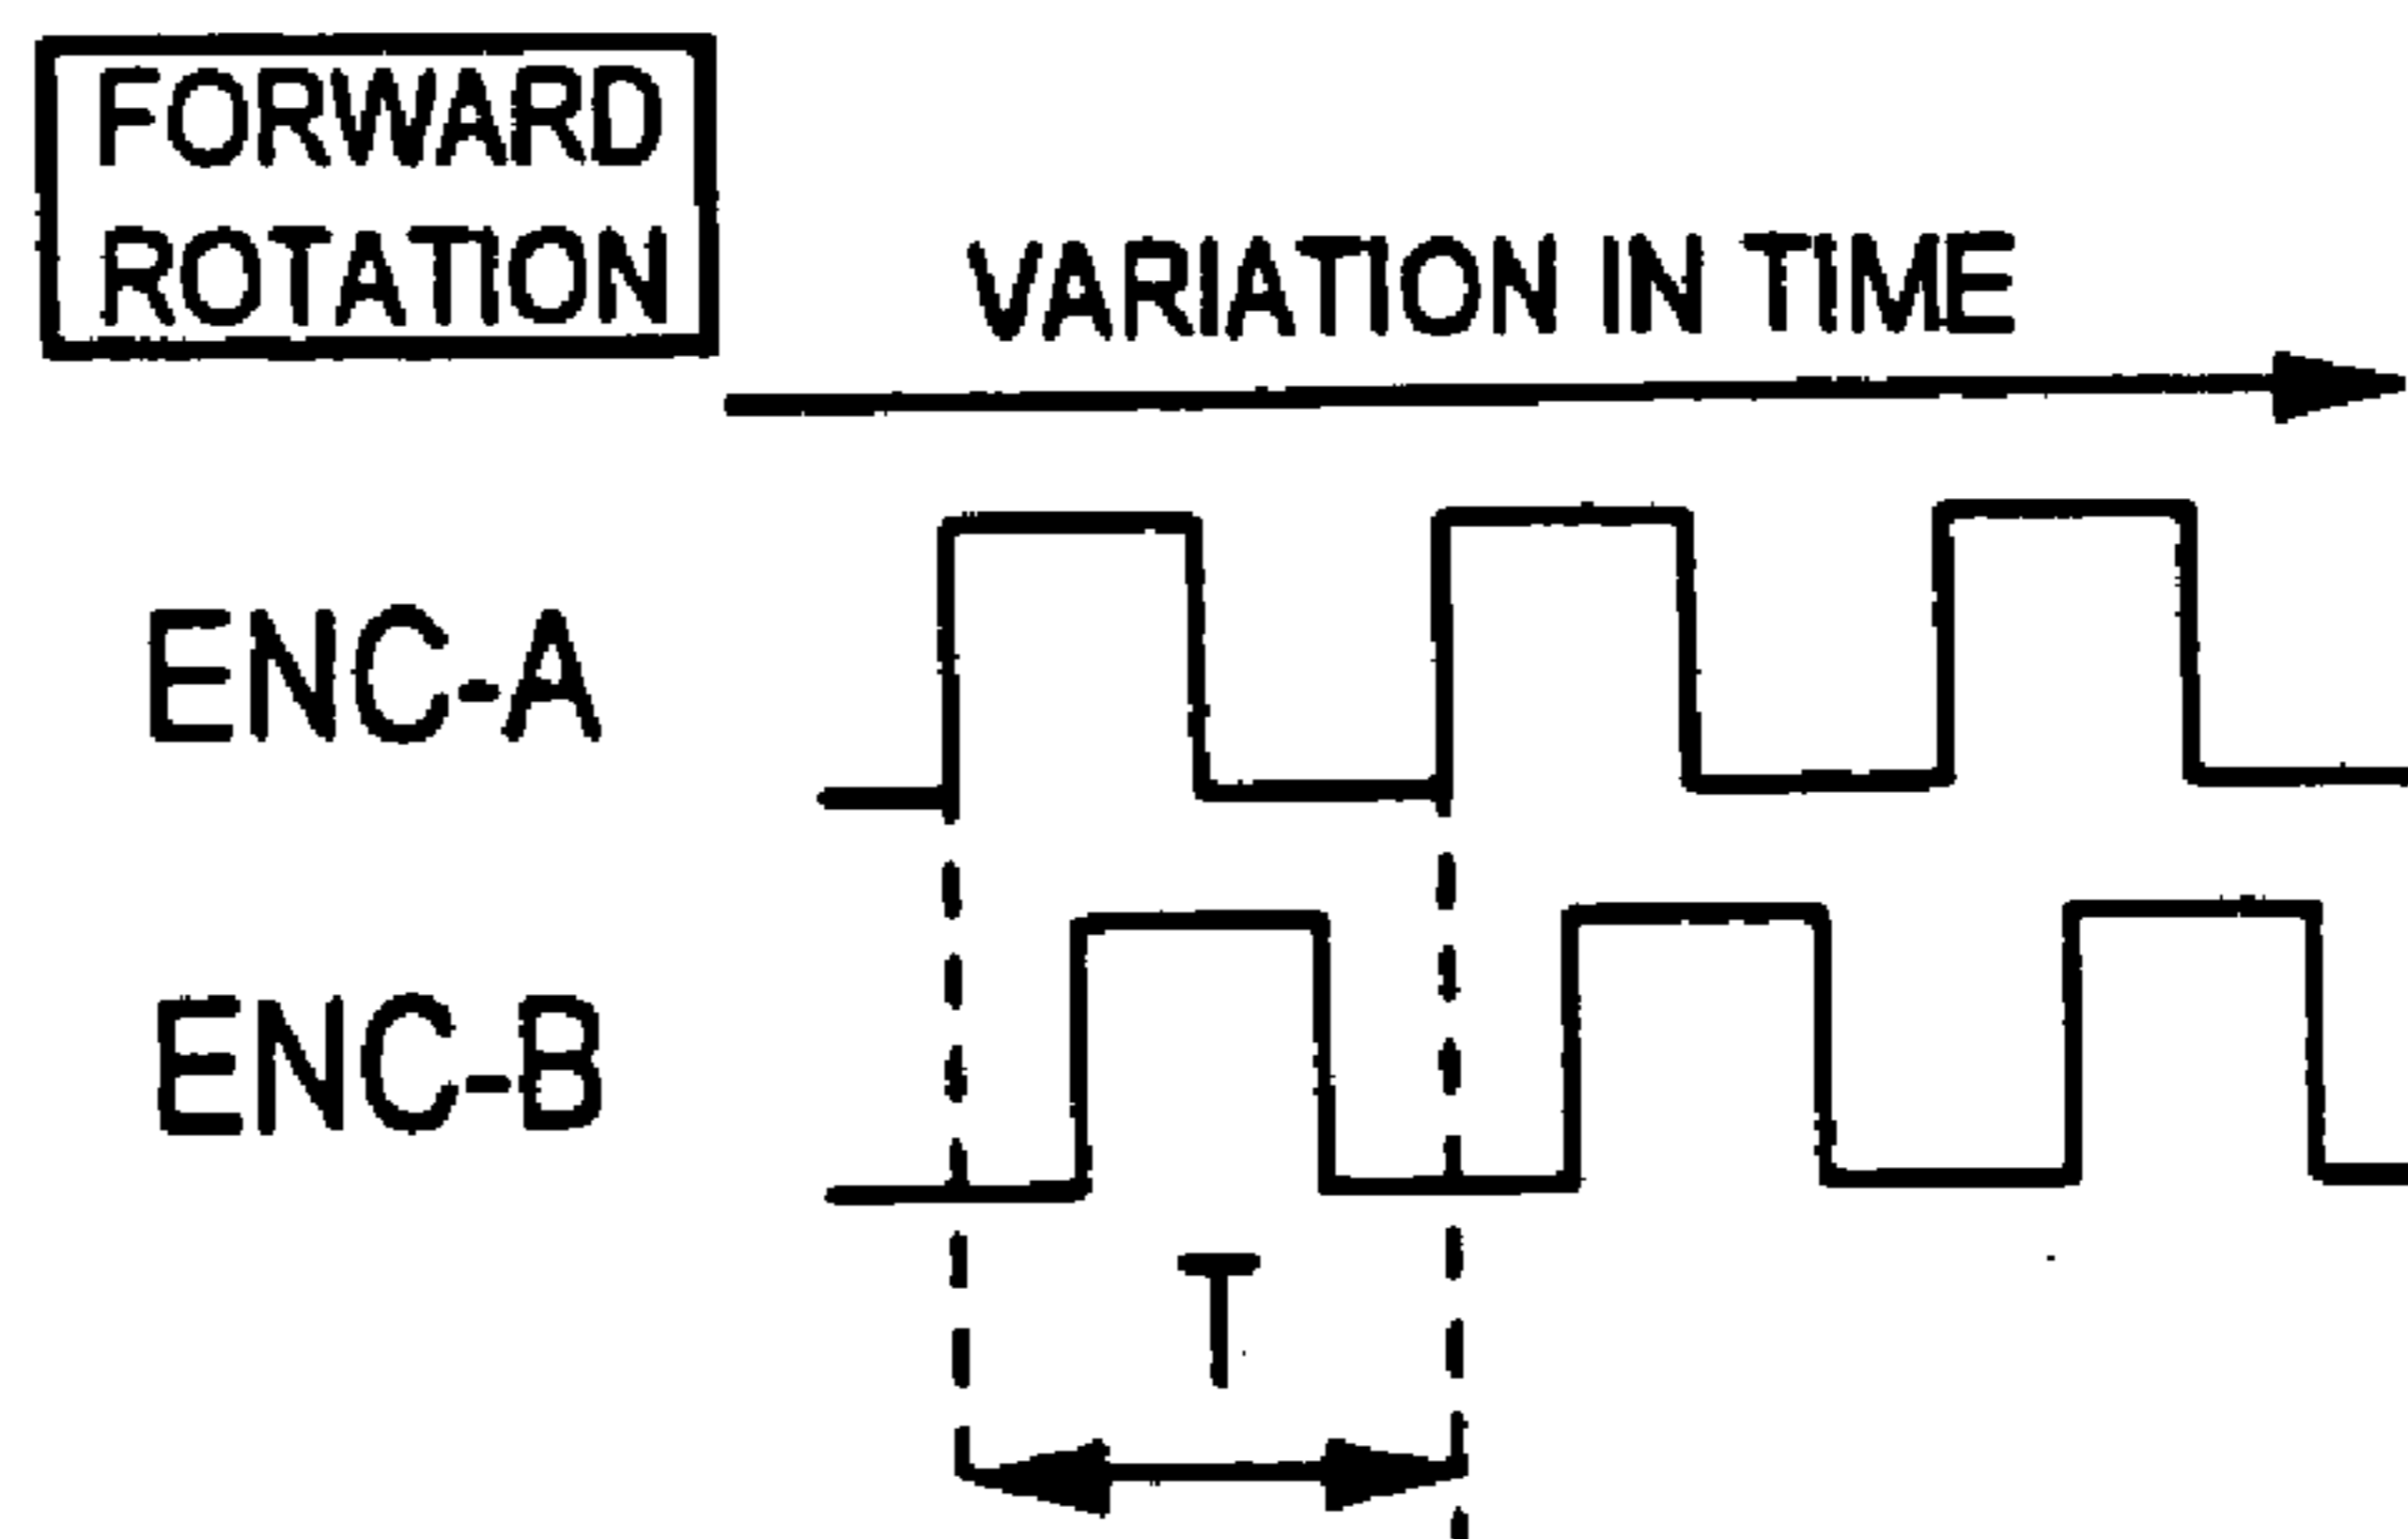 FORWARD
ROTATION
VARIATION IN TIME
ENC-A
ENC-B
T